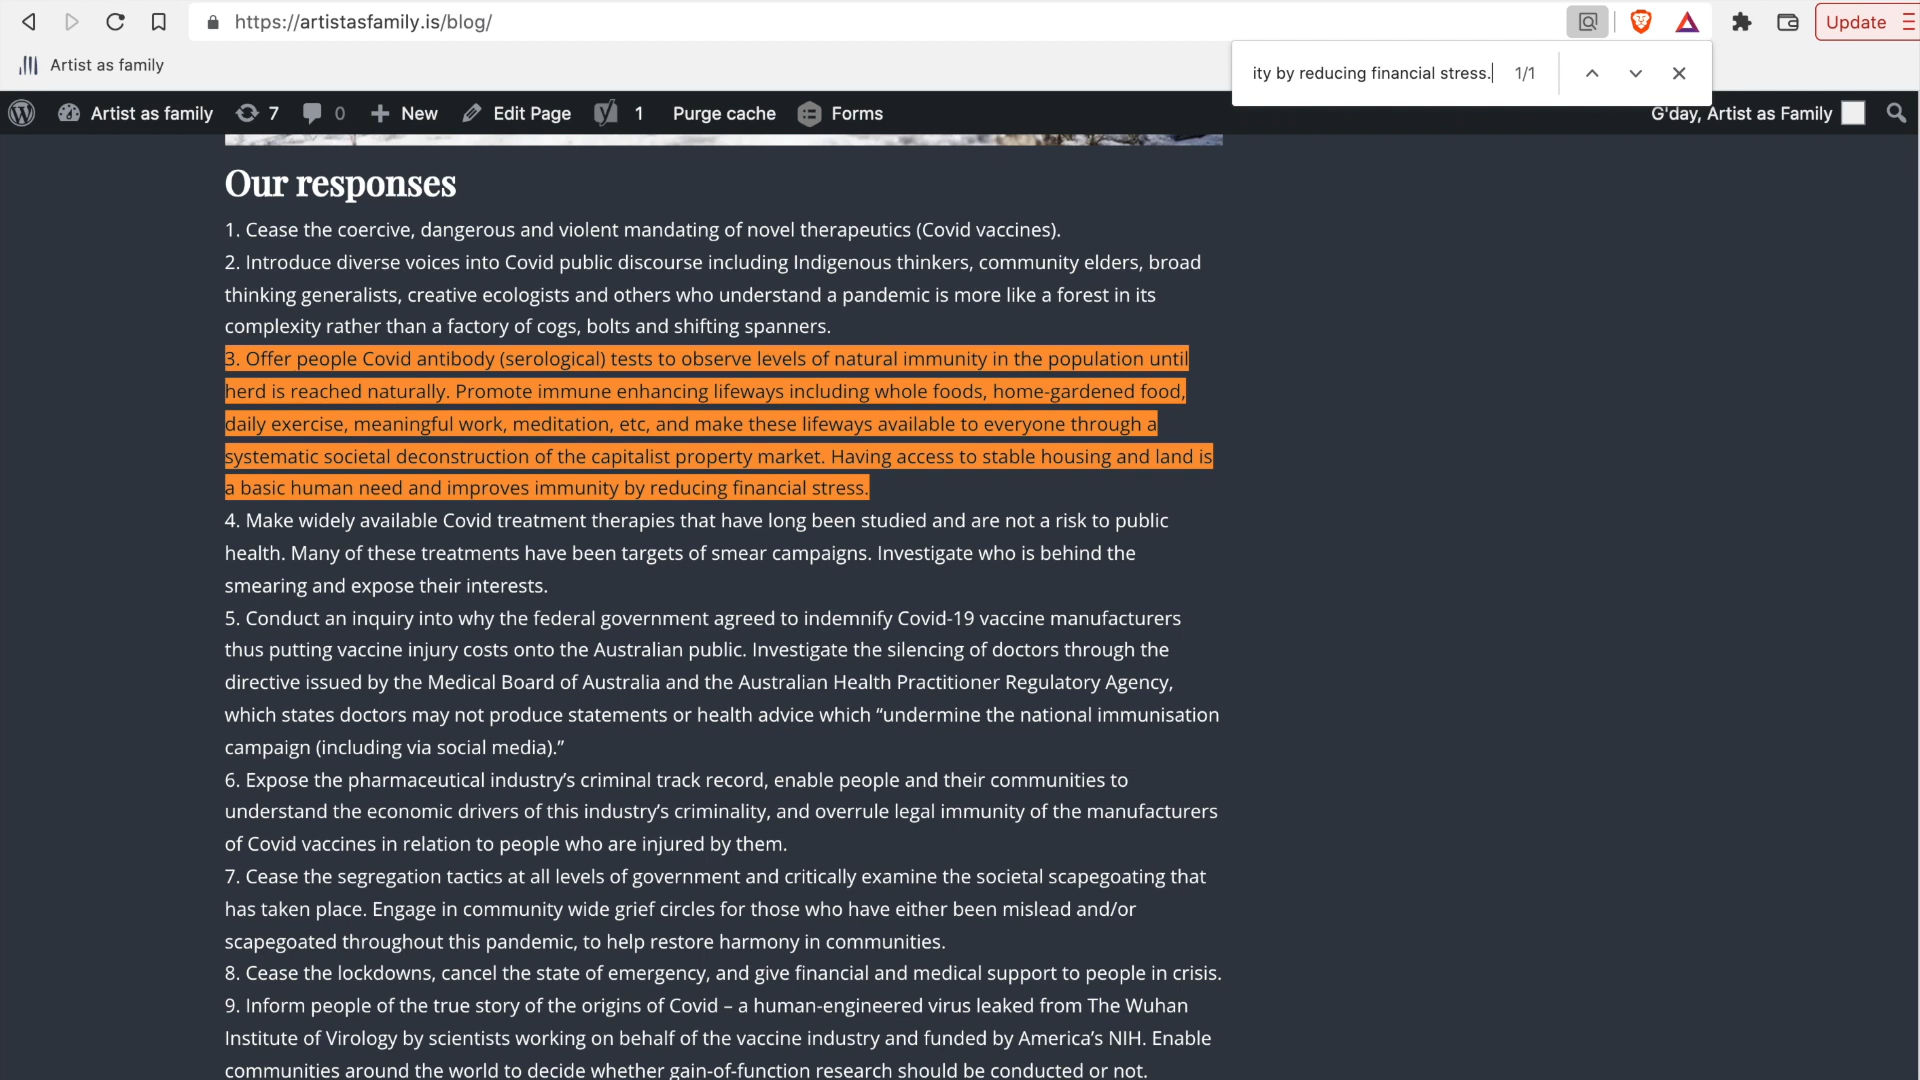 https://artistasfamily.is/blog/
Update
Artist as family
ity by reducing financial stress. 1/1
Artist as family 7 0 New Edit Page 1 Purge cache Forms G'day, Artist as Family
Our responses
1. Cease the coercive, dangerous and violent mandating of novel therapeutics (Covid vaccines).
2. Introduce diverse voices into Covid public discourse including Indigenous thinkers, community elders, broad
thinking generalists, creative ecologists and others who understand a pandemic is more like a forest in its
complexity rather than a factory of cogs, bolts and shifting spanners.
3. Offer people Covid antibody (serological) tests to observe levels of natural immunity in the population until
herd is reached naturally. Promote immune enhancing lifeways including whole foods, home-gardened food,
daily exercise, meaningful work, meditation, etc, and make these lifeways available to everyone through a
systematic societal deconstruction of the capitalist property market. Having access to stable housing and land is
a basic human need and improves immunity by reducing financial stress.
4. Make widely available Covid treatment therapies that have long been studied and are not a risk to public
health. Many of these treatments have been targets of smear campaigns. Investigate who is behind the
smearing and expose their interests.
5. Conduct an inquiry into why the federal government agreed to indemnify Covid-19 vaccine manufacturers
thus putting vaccine injury costs onto the Australian public. Investigate the silencing of doctors through the
directive issued by the Medical Board of Australia and the Australian Health Practitioner Regulatory Agency,
which states doctors may not produce statements or health advice which “undermine the national immunisation
campaign (including via social media).”
6. Expose the pharmaceutical industry’s criminal track record, enable people and their communities to
understand the economic drivers of this industry’s criminality, and overrule legal immunity of the manufacturers
of Covid vaccines in relation to people who are injured by them.
7. Cease the segregation tactics at all levels of government and critically examine the societal scapegoating that
has taken place. Engage in community wide grief circles for those who have either been mislead and/or
scapegoated throughout this pandemic, to help restore harmony in communities.
8. Cease the lockdowns, cancel the state of emergency, and give financial and medical support to people in crisis.
9. Inform people of the true story of the origins of Covid – a human-engineered virus leaked from The Wuhan
Institute of Virology by scientists working on behalf of the vaccine industry and funded by America’s NIH. Enable
communities around the world to decide whether gain-of-function research should be conducted or not.